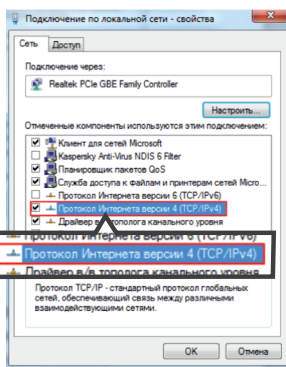 Подключение по локальной сети - свойства
Сеть Доступ
Подключение через:
Realtek PCIe GBE Family Controller
Настроить...
Отмеченные компоненты используются этим подключением:
Клиент для сетей Microsoft
Kaspersky Anti-Virus NDIS 6 Filter
Планировщик пакетов QoS
Служба доступа к файлам и принтерам сетей Micro...
Протокол Интернета версии 6 (TCP/IPv6)
Протокол Интернета версии 4 (TCP/IPv4)
Драйвер в тополога канального уровня
Протокол Интернета версии 6 (TCP/IPv6)
Протокол Интернета версии 4 (TCP/IPv4)
Драйвер в/в тополога канального уровня
Протокол TCP/IP - стандартный протокол глобальных
сетей, обеспечивающий связь между различными
взаимодействующими сетями.
OK Отмена